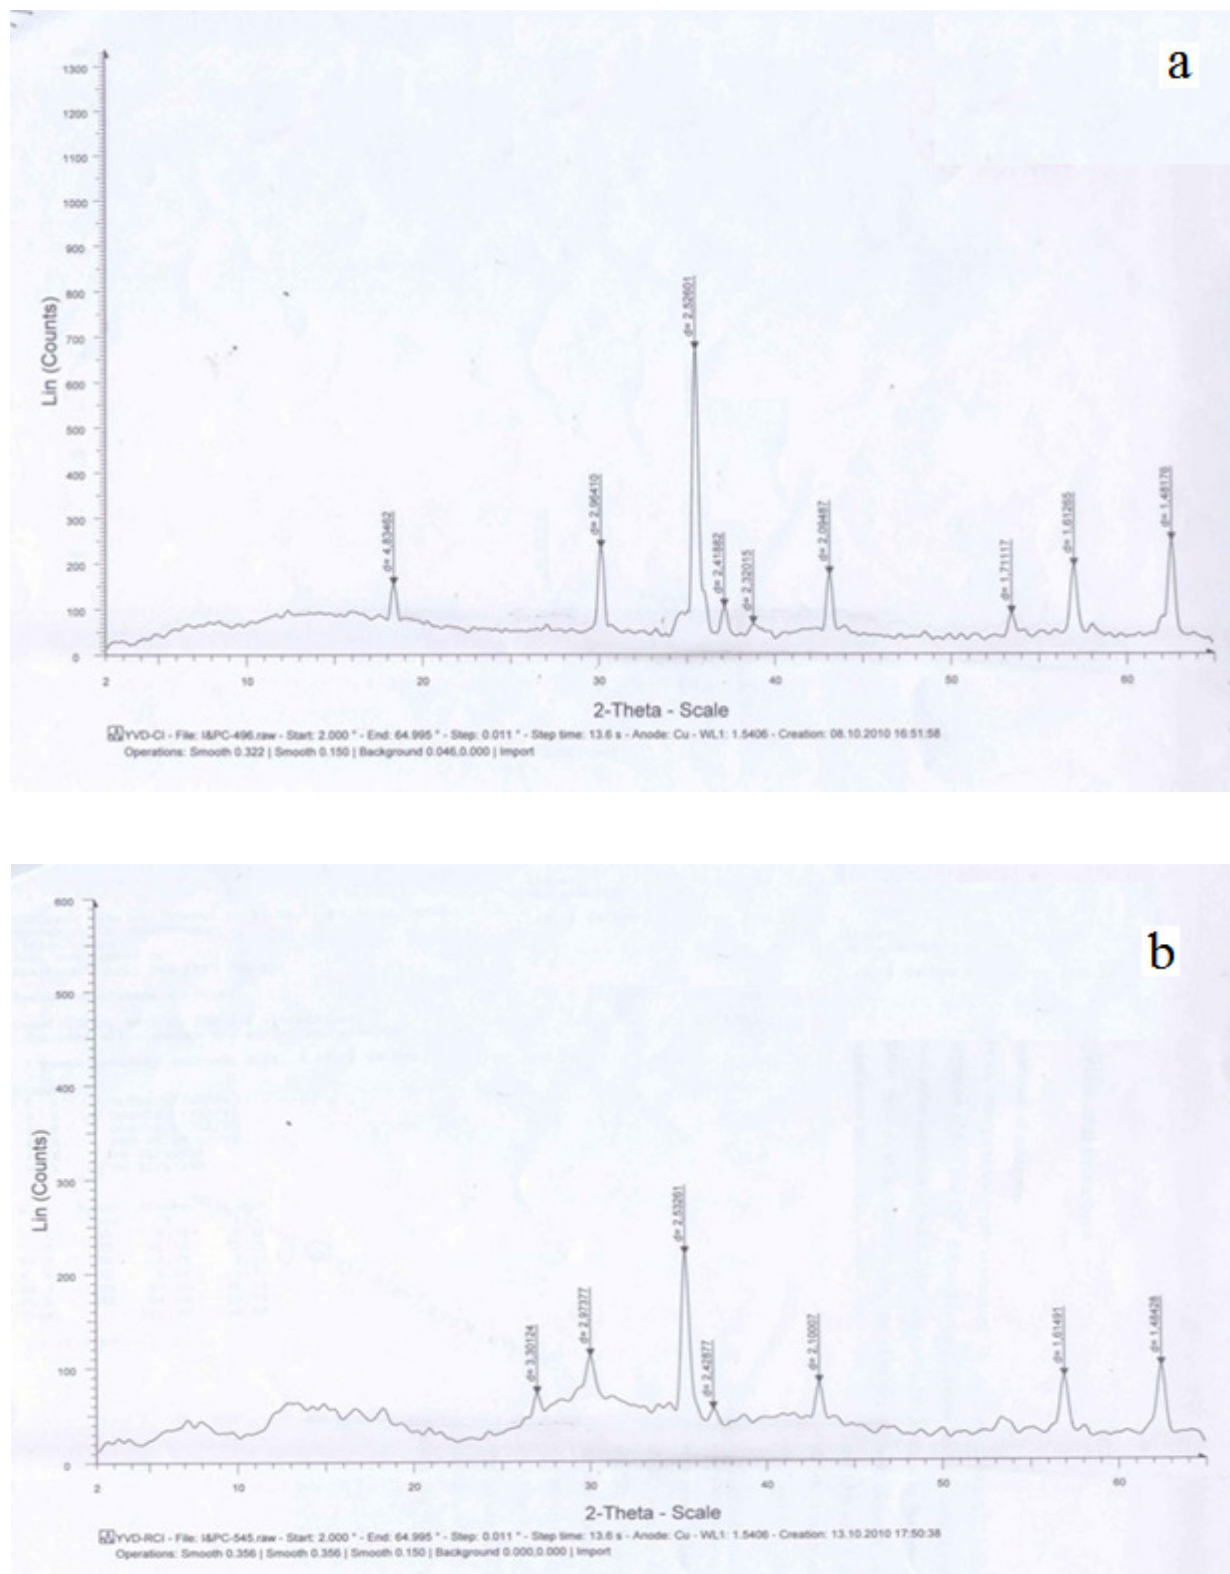 a
1300
1200
1100
1000
900
800
700
600
500
400
300
200
100
0
Lin (Counts)
d= 4,83462
d= 2,96410
d= 2,52601
d= 2,41882
d= 2,32015
d= 2,09487
d= 1,71117
d= 1,61265
d= 1,48176
2 10 20 30 40 50 60
2-Theta - Scale
YVD-CI - File: I&PC-496.raw - Start: 2.000 ° - End: 64.995 ° - Step: 0.011 ° - Step time: 13.6 s - Anode: Cu - WL1: 1.5406 - Creation: 08.10.2010 16:51:58
Operations: Smooth 0.322 | Smooth 0.150 | Background 0.046,0.000 | Import
b
600
500
400
300
200
100
0
Lin (Counts)
d= 3,30124
d= 2,97377
d= 2,53261
d= 2,42877
d= 2,10007
d= 1,61491
d= 1,48428
2 10 20 30 40 50 60
2-Theta - Scale
YVD-RCI - File: I&PC-545.raw - Start: 2.000 ° - End: 64.995 ° - Step: 0.011 ° - Step time: 13.6 s - Anode: Cu - WL1: 1.5406 - Creation: 13.10.2010 17:50:38
Operations: Smooth 0.356 | Smooth 0.356 | Smooth 0.150 | Background 0.000,0.000 | Import